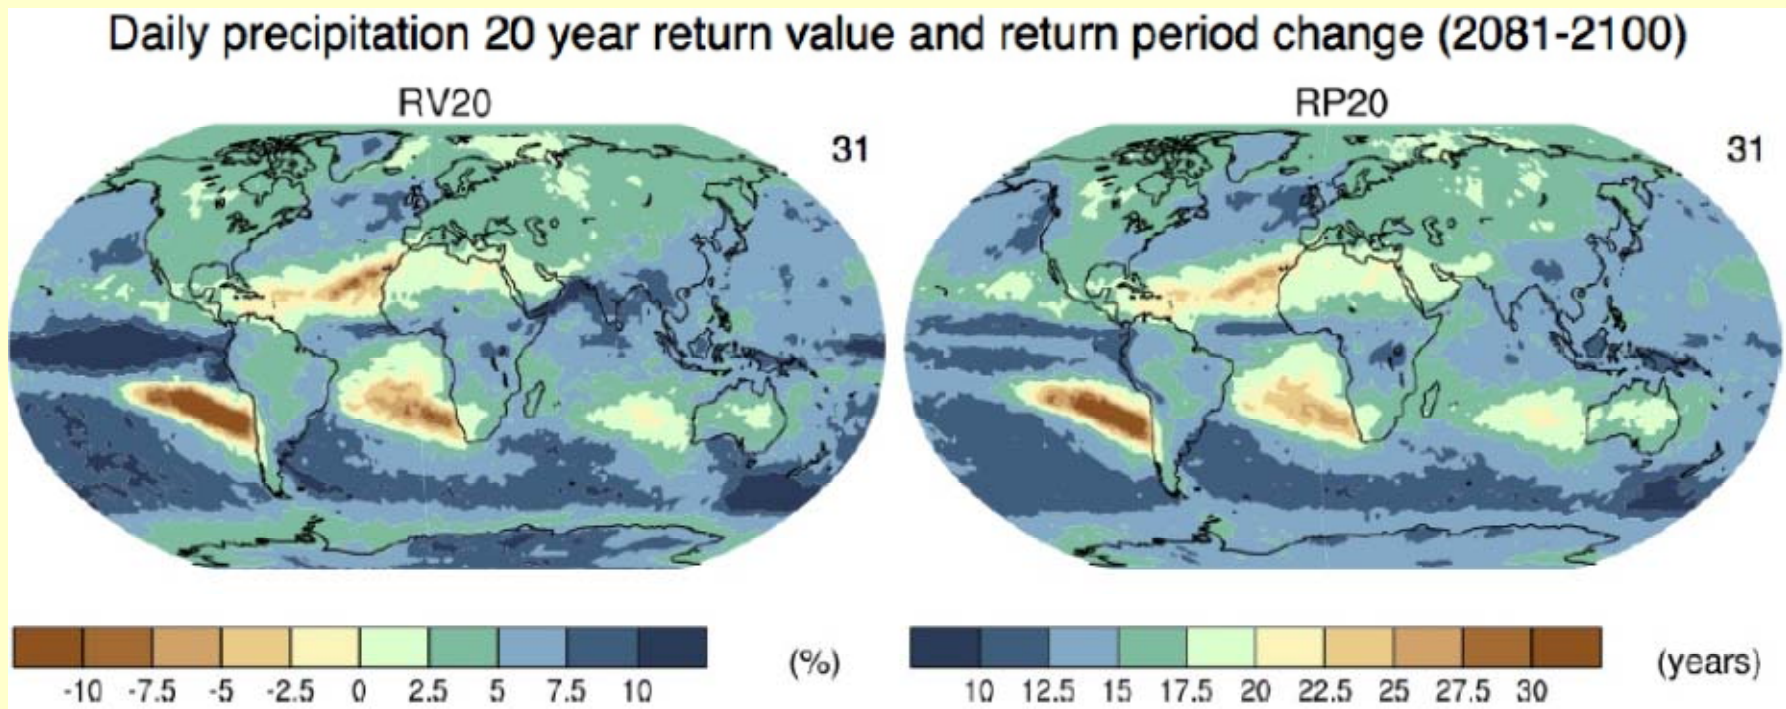 Daily precipitation 20 year return value and return period change (2081-2100)
RV20
31
RP20
31
-10 -7.5 -5 -2.5 0 2.5 5 7.5 10 (%)
10 12.5 15 17.5 20 22.5 25 27.5 30 (years)